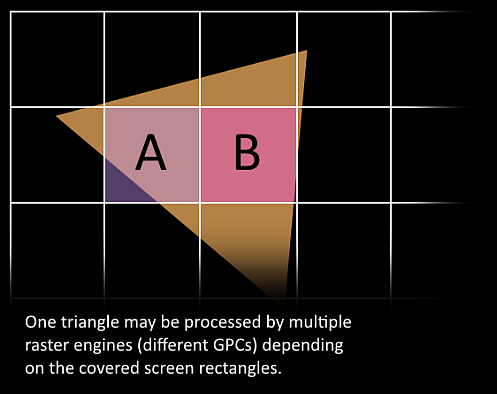 A B
One triangle may be processed by multiple
raster engines (different GPCs) depending
on the covered screen rectangles.